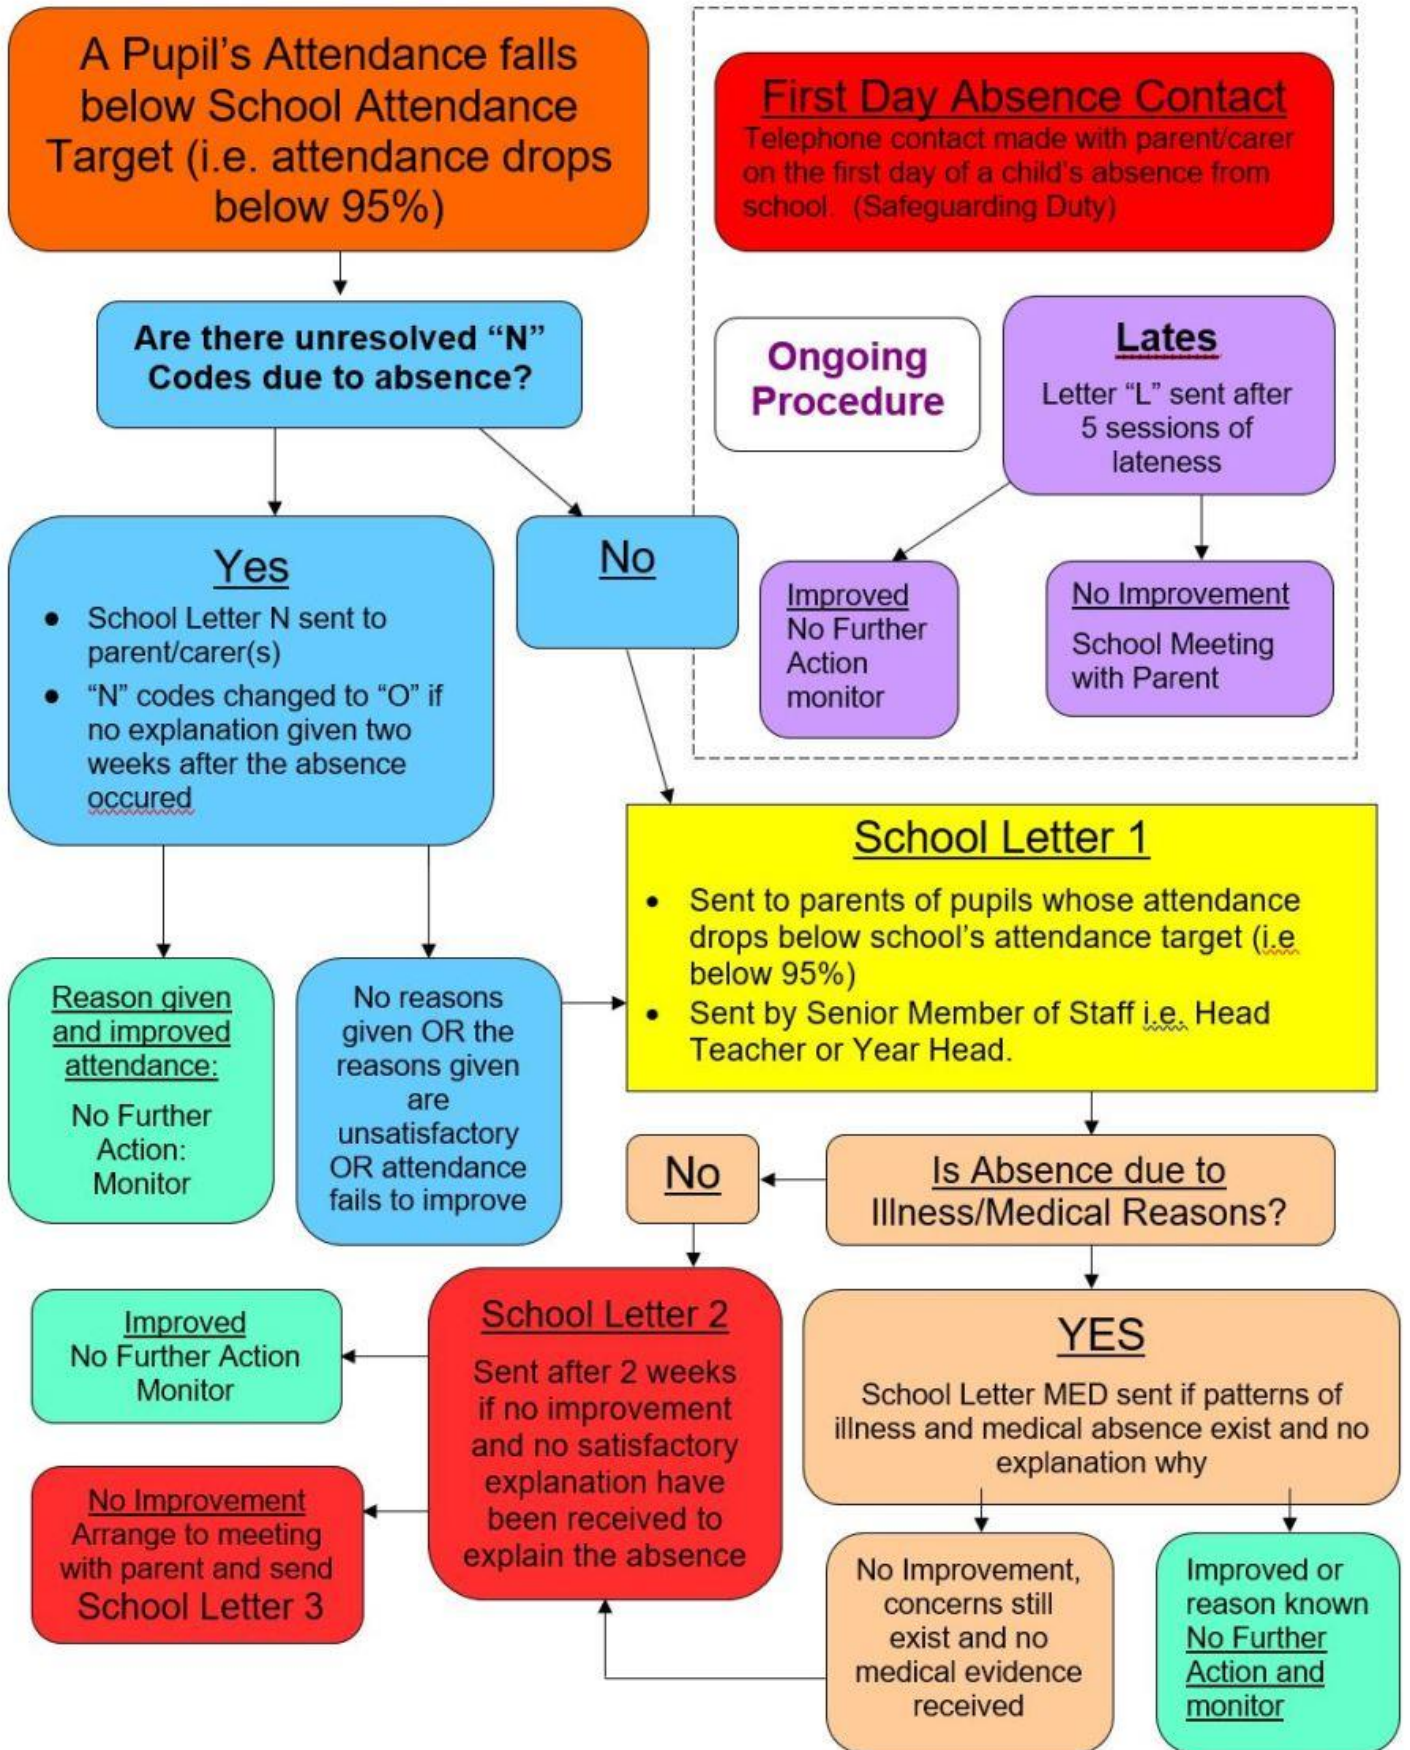 A Pupil’s Attendance falls
below School Attendance
Target (i.e. attendance drops
below 95%)
First Day Absence Contact
Telephone contact made with parent/carer
on the first day of a child’s absence from
school.  (Safeguarding Duty)
Are there unresolved “N”
Codes due to absence?
Ongoing
Procedure
Lates
Letter “L” sent after
5 sessions of
lateness
Yes
● School Letter N sent to
parent/carer(s)
● “N” codes changed to “O” if
no explanation given two
weeks after the absence
occured
No
Improved
No Further
Action
monitor
No Improvement
School Meeting
with Parent
School Letter 1
● Sent to parents of pupils whose attendance
drops below school’s attendance target (i.e
below 95%)
● Sent by Senior Member of Staff i.e. Head
Teacher or Year Head.
Reason given
and improved
attendance:
No Further
Action:
Monitor
No reasons
given OR the
reasons given
are
unsatisfactory
OR attendance
fails to improve
No
Is Absence due to
Illness/Medical Reasons?
Improved
No Further Action
Monitor
School Letter 2
Sent after 2 weeks
if no improvement
and no satisfactory
explanation have
been received to
explain the absence
YES
School Letter MED sent if patterns of
illness and medical absence exist and no
explanation why
No Improvement
Arrange to meeting
with parent and send
School Letter 3
No Improvement,
concerns still
exist and no
medical evidence
received
Improved or
reason known
No Further
Action and
monitor